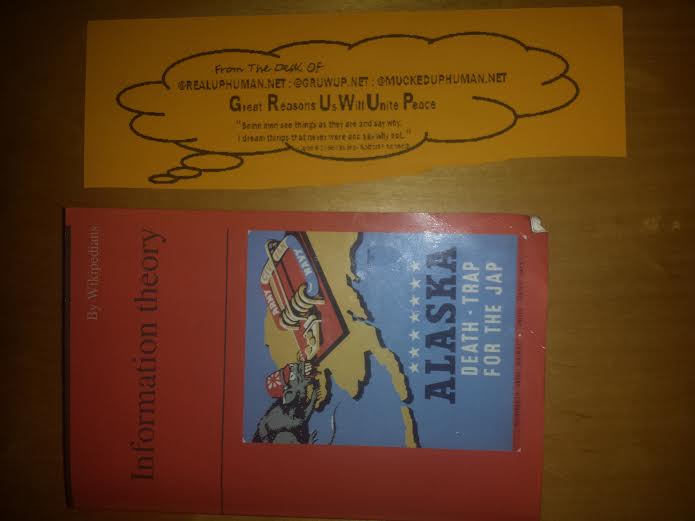 From The Desk Of
@REALUPHUMAN.NET : @GRUWUP.NET : @MUCKEDUPHUMAN.NET
Great Reasons Us Will Unite Peace
"Some men see things as they are and say why.
I dream things that never were and say why not."
By Wikipedians
Information theory
ARMY
NAVY
ALASKA
DEATH-TRAP
FOR THE JAP